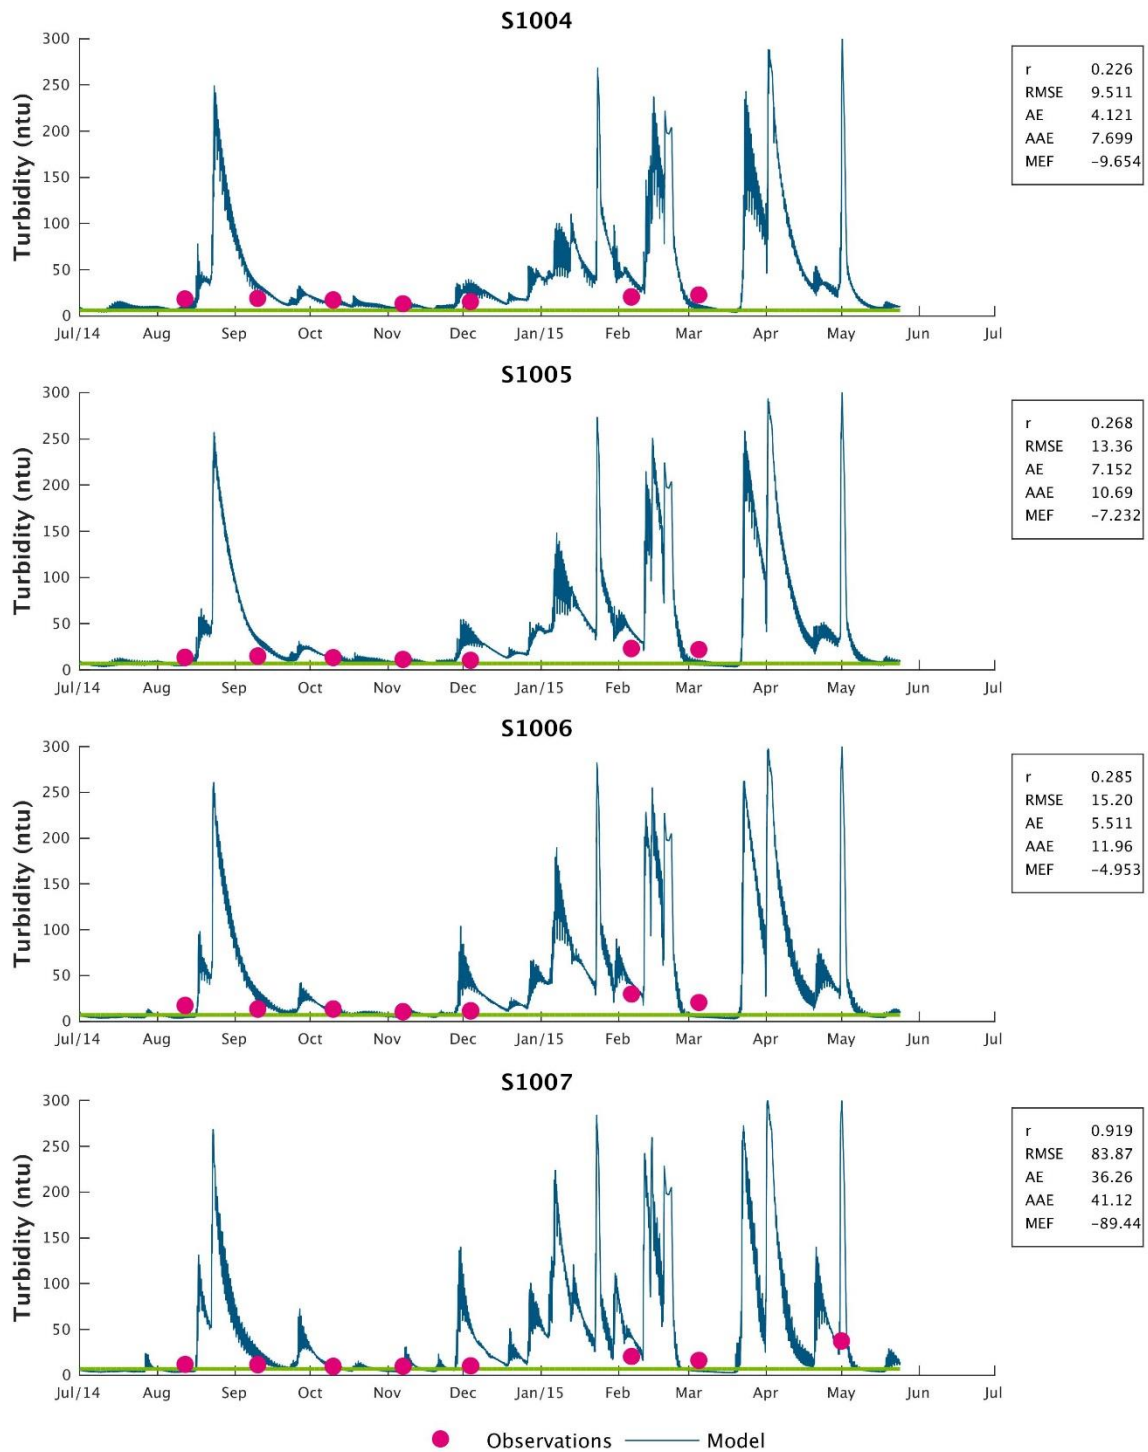 S1004
Turbidity (ntu)
300
250
200
150
100
50
0
Jul/14 Aug Sep Oct Nov Dec Jan/15 Feb Mar Apr May Jun Jul
r 0.226
RMSE 9.511
AE 4.121
AAE 7.699
MEF -9.654
S1005
Turbidity (ntu)
300
250
200
150
100
50
0
Jul/14 Aug Sep Oct Nov Dec Jan/15 Feb Mar Apr May Jun Jul
r 0.268
RMSE 13.36
AE 7.152
AAE 10.69
MEF -7.232
S1006
Turbidity (ntu)
300
250
200
150
100
50
0
Jul/14 Aug Sep Oct Nov Dec Jan/15 Feb Mar Apr May Jun Jul
r 0.285
RMSE 15.20
AE 5.511
AAE 11.96
MEF -4.953
S1007
Turbidity (ntu)
300
250
200
150
100
50
0
Jul/14 Aug Sep Oct Nov Dec Jan/15 Feb Mar Apr May Jun Jul
r 0.919
RMSE 83.87
AE 36.26
AAE 41.12
MEF -89.44
Observations Model